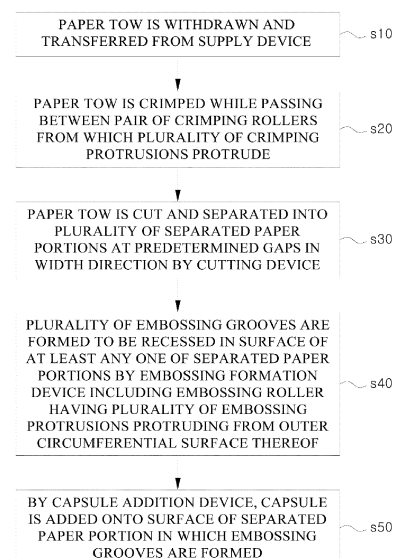 PAPER TOW IS WITHDRAWN AND
TRANSFERRED FROM SUPPLY DEVICE
s10
PAPER TOW IS CRIMPED WHILE PASSING
BETWEEN PAIR OF CRIMPING ROLLERS
FROM WHICH PLURALITY OF CRIMPING
PROTRUSIONS PROTRUDE
s20
PAPER TOW IS CUT AND SEPARATED INTO
PLURALITY OF SEPARATED PAPER
PORTIONS AT PREDETERMINED GAPS IN
WIDTH DIRECTION BY CUTTING DEVICE
s30
PLURALITY OF EMBOSSING GROOVES ARE
FORMED TO BE RECESSED IN SURFACE OF
AT LEAST ANY ONE OF SEPARATED PAPER
PORTIONS BY EMBOSSING FORMATION
DEVICE INCLUDING EMBOSSING ROLLER
HAVING PLURALITY OF EMBOSSING
PROTRUSIONS PROTRUDING FROM OUTER
CIRCUMFERENTIAL SURFACE THEREOF
s40
BY CAPSULE ADDITION DEVICE, CAPSULE
IS ADDED ONTO SURFACE OF SEPARATED
PAPER PORTION IN WHICH EMBOSSING
GROOVES ARE FORMED
s50